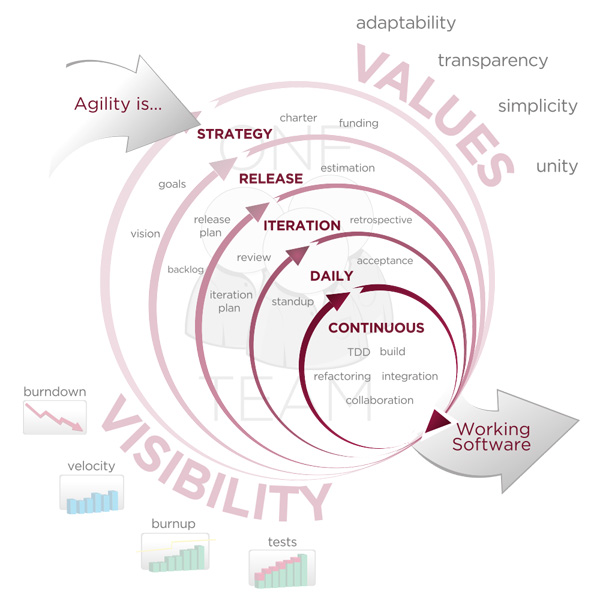 adaptability
transparency
simplicity
unity
VALUES
Agility is...
STRATEGY
charter
funding
ONE
RELEASE
estimation
goals
release
plan
vision
ITERATION
retrospective
review
backlog
acceptance
DAILY
iteration
plan
standup
CONTINUOUS
TDD
build
refactoring
integration
collaboration
TEAM
Working
Software
burndown
VISIBILITY
velocity
burnup
tests